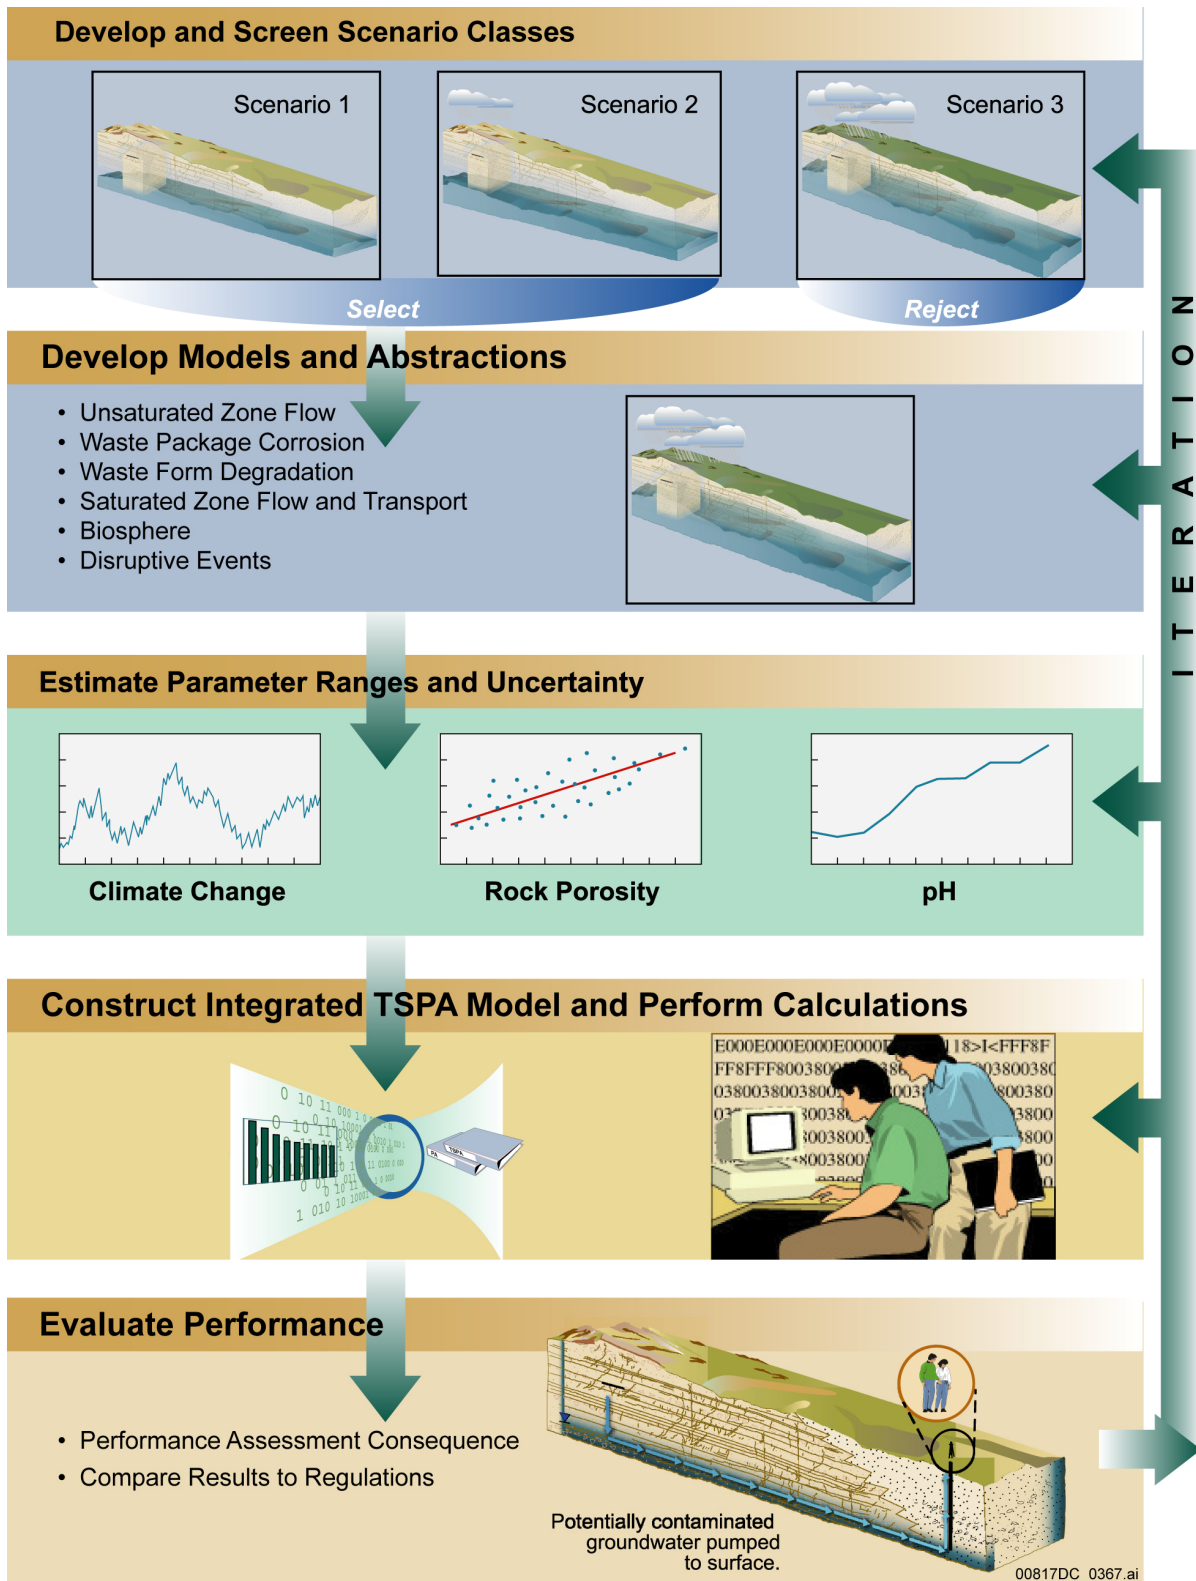 Develop and Screen Scenario Classes
Scenario 1
Scenario 2
Scenario 3
Select
Reject
Develop Models and Abstractions
• Unsaturated Zone Flow
• Waste Package Corrosion
• Waste Form Degradation
• Saturated Zone Flow and Transport
• Biosphere
• Disruptive Events
Estimate Parameter Ranges and Uncertainty
Climate Change
Rock Porosity
pH
Construct Integrated TSPA Model and Perform Calculations
PA
TSPA
Evaluate Performance
• Performance Assessment Consequence
• Compare Results to Regulations
Potentially contaminated
groundwater pumped
to surface.
00817DC_0367.ai
ITERATION